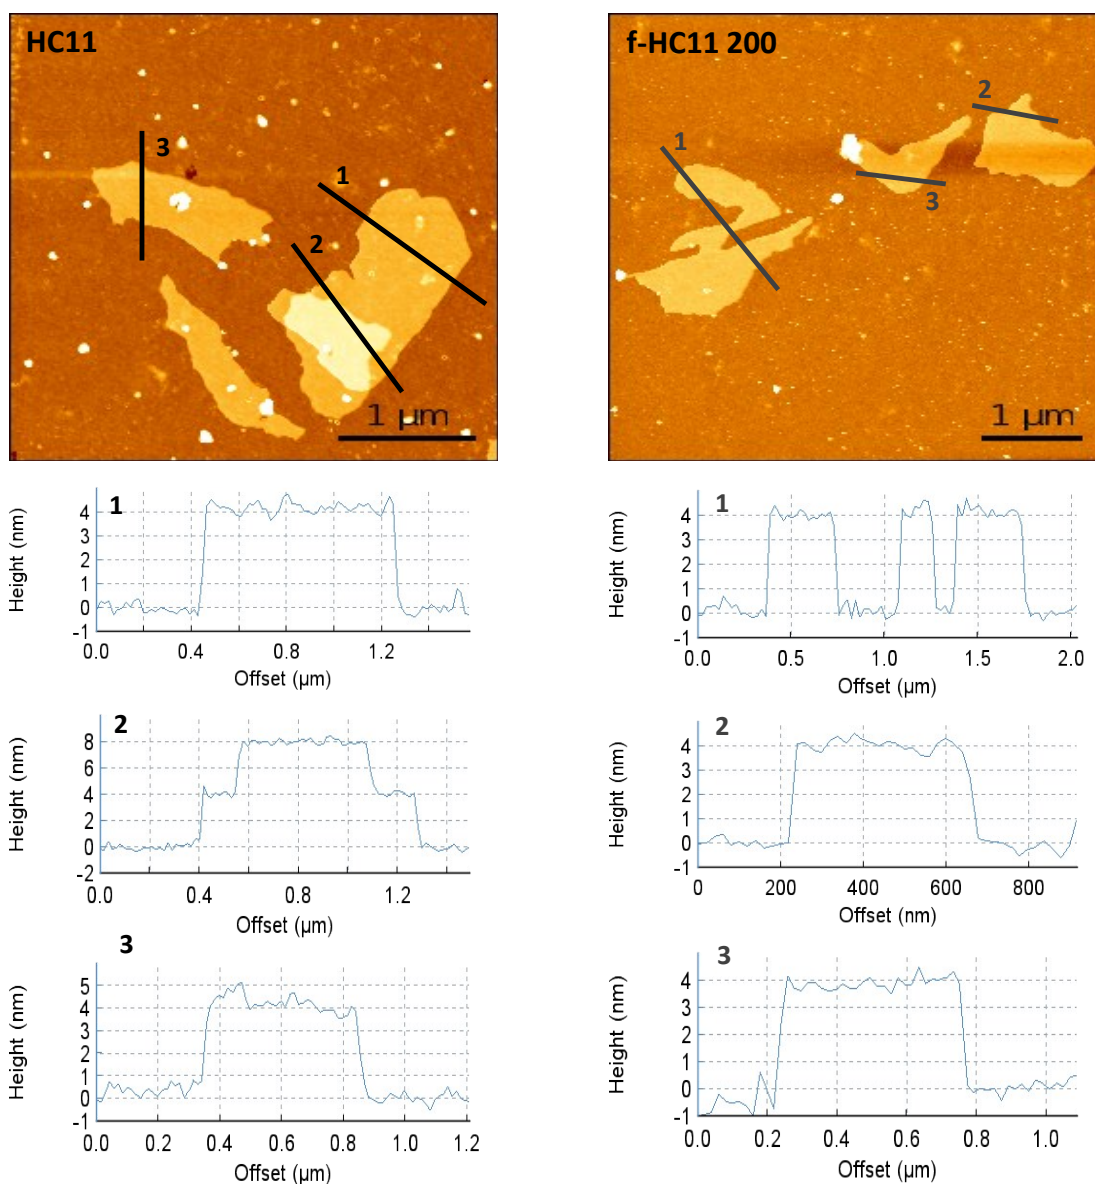 HC11
3
1
2
1 µm
f-HC11 200
2
1
3
1 µm
1
Height (nm)
4
3
2
1
0
-1
0.0 0.4 0.8 1.2
Offset (µm)
2
Height (nm)
8
6
4
2
0
-2
0.0 0.4 0.8 1.2
Offset (µm)
3
Height (nm)
5
4
3
2
1
0
-1
0.0 0.2 0.4 0.6 0.8 1.0 1.2
Offset (µm)
1
Height (nm)
4
3
2
1
0
-1
0.0 0.5 1.0 1.5 2.0
Offset (µm)
2
Height (nm)
4
3
2
1
0
-1
0 200 400 600 800
Offset (nm)
3
Height (nm)
4
3
2
1
0
-1
0.0 0.2 0.4 0.6 0.8 1.0
Offset (µm)